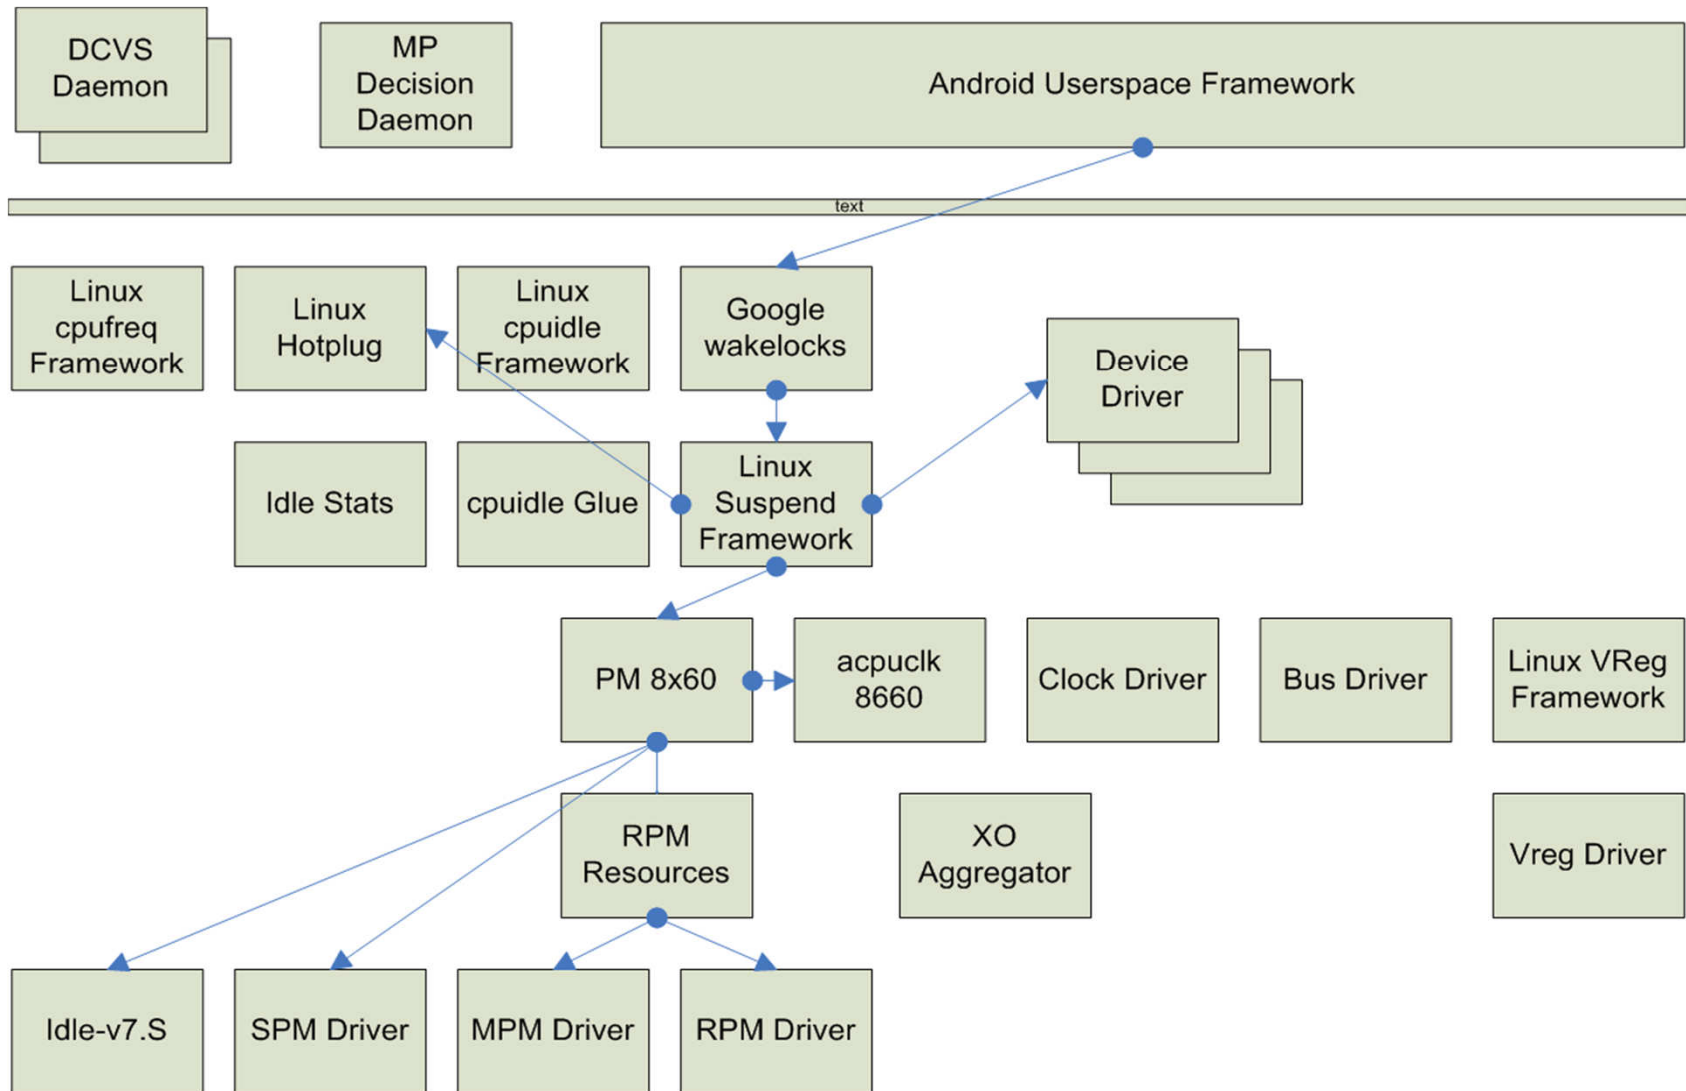 DCVS
Daemon
MP
Decision
Daemon
Android Userspace Framework
text
Linux
cpufreq
Framework
Linux
Hotplug
Linux
cpuidle
Framework
Google
wakelocks
Device
Driver
Idle Stats
cpuidle Glue
Linux
Suspend
Framework
PM 8x60
acpuclk
8660
Clock Driver
Bus Driver
Linux VReg
Framework
RPM
Resources
XO
Aggregator
Vreg Driver
Idle-v7.S
SPM Driver
MPM Driver
RPM Driver